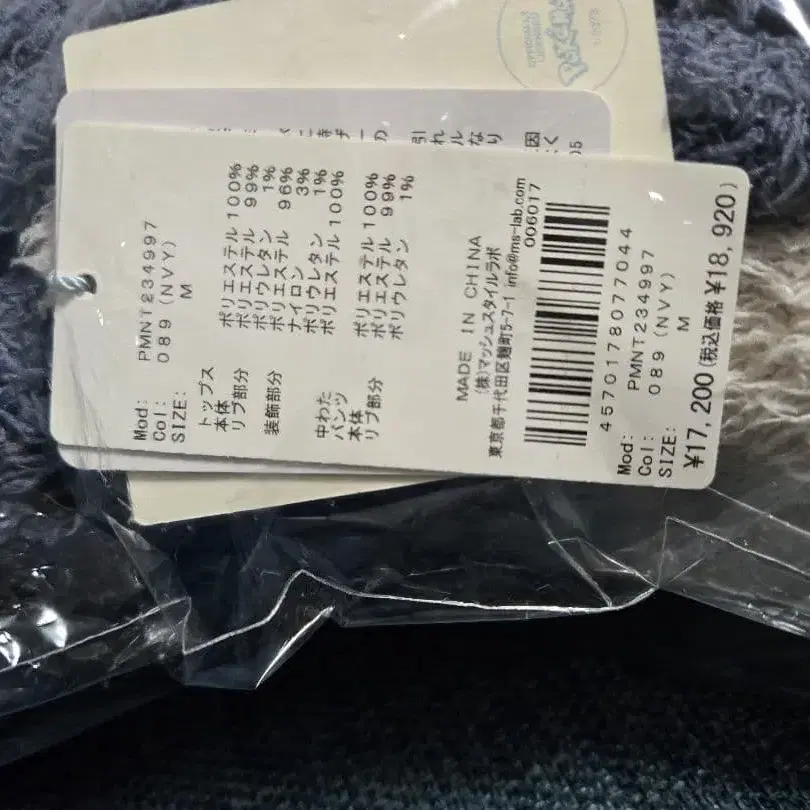 OFFICIALLY
LICENSED
POKÉMON
Mod: PMNT234997
Col: 089 (NVY)
SIZE: M
トップス
本体 ポリエステル 100%
リブ部分 ポリエステル 99%
ポリウレタン 1%
装飾部分 ポリエステル 96%
ナイロン 3%
ポリウレタン 1%
中わた ポリエステル 100%
パンツ
本体 ポリエステル 100%
リブ部分 ポリエステル 99%
ポリウレタン 1%
MADE IN CHINA
(株)マッシュスタイルラボ
東京都千代田区麹町5-7-1 info@ms-lab.com
006017
4570178077044
Mod: PMNT234997
Col: 089 (NVY)
SIZE: M
¥17,200(税込価格 ¥18,920)